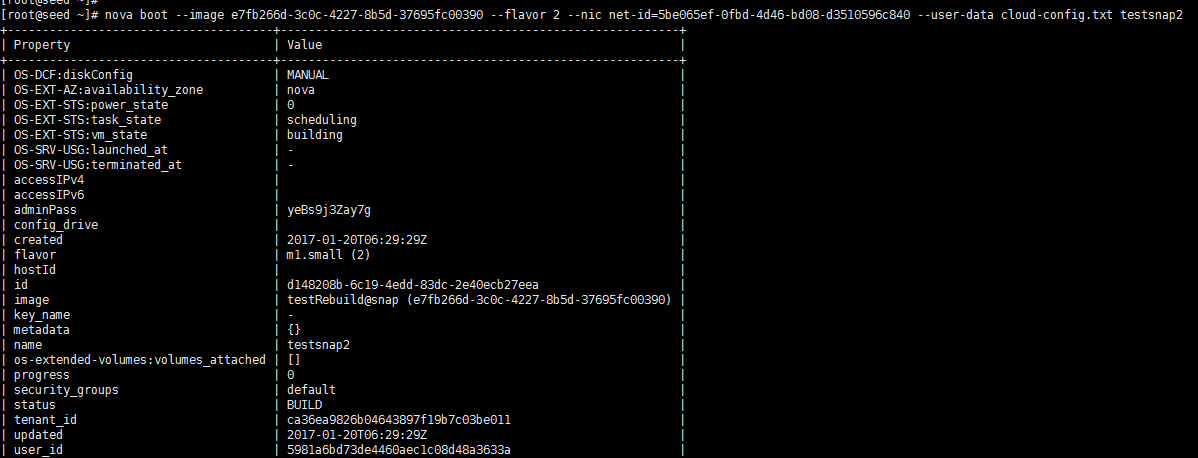 [root@seed ~]#
[root@seed ~]# nova boot --image e7fb266d-3c0c-4227-8b5d-37695fc00390 --flavor 2 --nic net-id=5be065ef-0fbd-4d46-bd08-d3510596c840 --user-data cloud-config.txt testsnap2
+--------------------------------------+--------------------------------------------------------+
| Property | Value |
+--------------------------------------+--------------------------------------------------------+
| OS-DCF:diskConfig | MANUAL |
| OS-EXT-AZ:availability_zone | nova |
| OS-EXT-STS:power_state | 0 |
| OS-EXT-STS:task_state | scheduling |
| OS-EXT-STS:vm_state | building |
| OS-SRV-USG:launched_at | - |
| OS-SRV-USG:terminated_at | - |
| accessIPv4 | |
| accessIPv6 | |
| adminPass | yeBs9j3Zay7g |
| config_drive | |
| created | 2017-01-20T06:29:29Z |
| flavor | m1.small (2) |
| hostId | |
| id | d148208b-6c19-4edd-83dc-2e40ecb27eea |
| image | testRebuild@snap (e7fb266d-3c0c-4227-8b5d-37695fc00390) |
| key_name | - |
| metadata | {} |
| name | testsnap2 |
| os-extended-volumes:volumes_attached | [] |
| progress | 0 |
| security_groups | default |
| status | BUILD |
| tenant_id | ca36ea9826b04643897f19b7c03be011 |
| updated | 2017-01-20T06:29:29Z |
| user_id | 5981a6bd73de4460aec1c08d48a3633a |